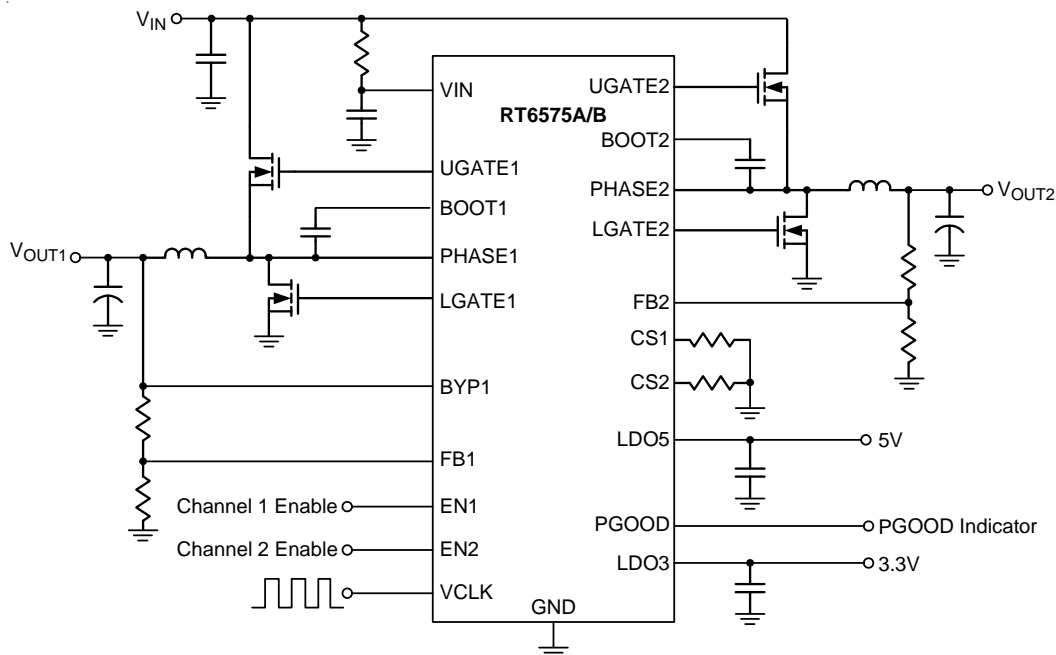 VIN
VIN
RT6575A/B
UGATE1
BOOT1
VOUT1
PHASE1
LGATE1
BYP1
FB1
Channel 1 Enable
EN1
Channel 2 Enable
EN2
VCLK
GND
UGATE2
BOOT2
PHASE2
VOUT2
LGATE2
FB2
CS1
CS2
LDO5
5V
PGOOD
PGOOD Indicator
LDO3
3.3V